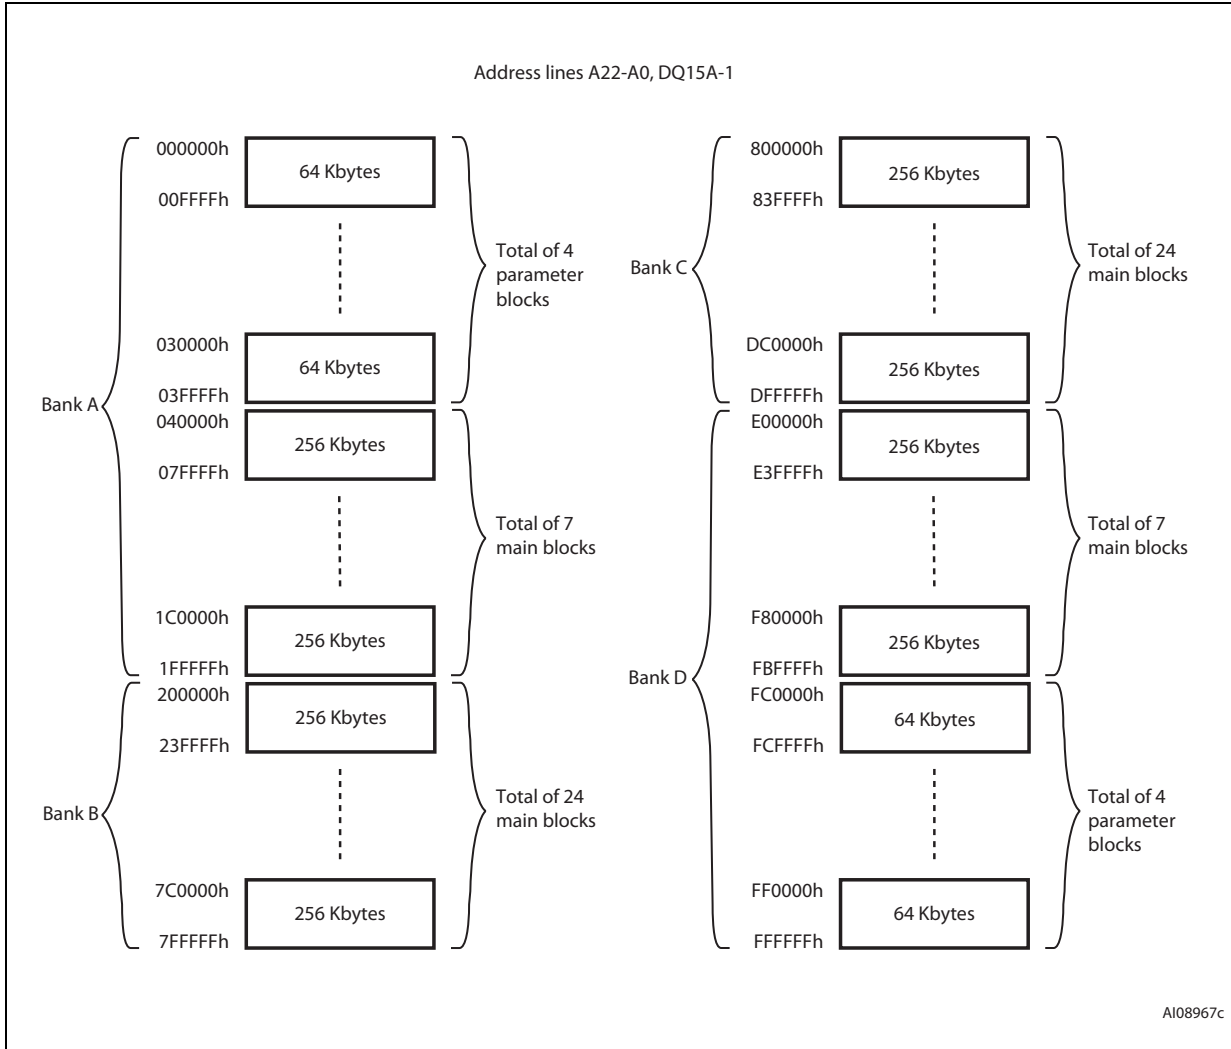 Address lines A22-A0, DQ15A-1
Bank A
000000h
64 Kbytes
00FFFFh
Total of 4
parameter
blocks
030000h
64 Kbytes
03FFFFh
040000h
256 Kbytes
07FFFFh
Total of 7
main blocks
1C0000h
256 Kbytes
1FFFFFh
Bank B
200000h
256 Kbytes
23FFFFh
Total of 24
main blocks
7C0000h
256 Kbytes
7FFFFFh
Bank C
800000h
256 Kbytes
83FFFFh
Total of 24
main blocks
DC0000h
256 Kbytes
DFFFFFh
Bank D
E00000h
256 Kbytes
E3FFFFh
Total of 7
main blocks
F80000h
256 Kbytes
FBFFFFh
FC0000h
64 Kbytes
FCFFFFh
Total of 4
parameter
blocks
FF0000h
64 Kbytes
FFFFFFh
AI08967c